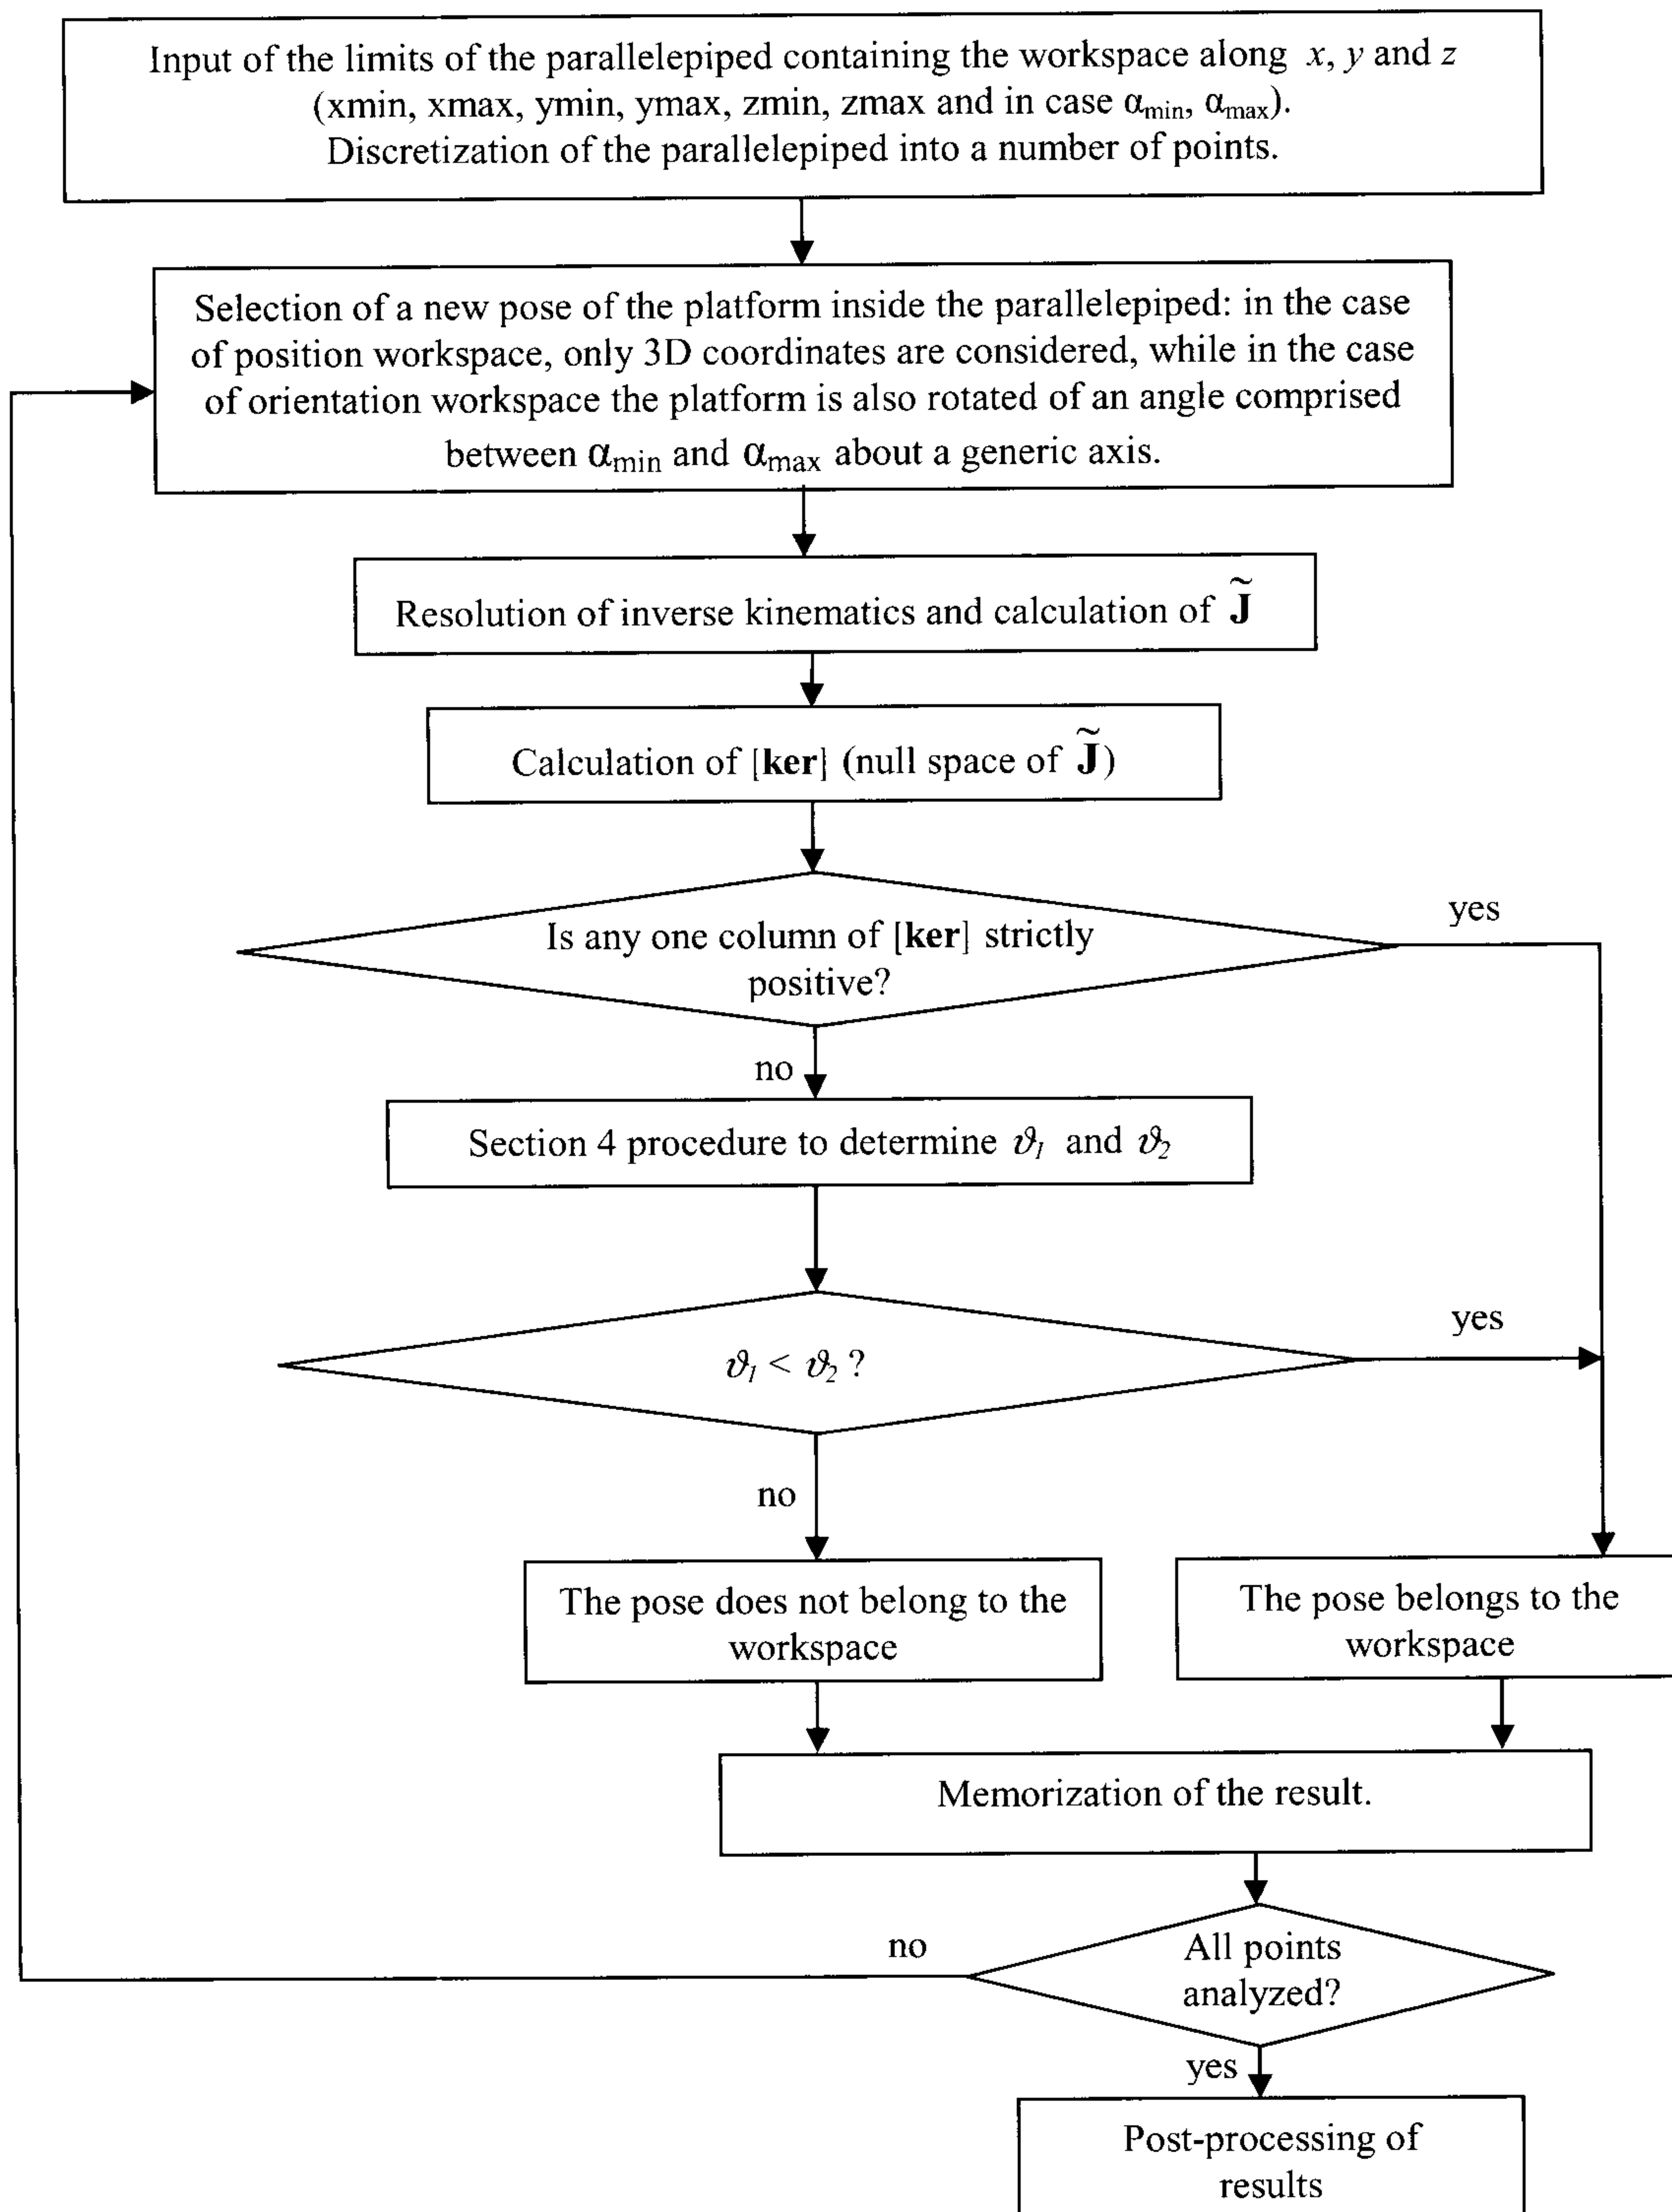 Input of the limits of the parallelepiped containing the workspace along x, y and z
(xmin, xmax, ymin, ymax, zmin, zmax and in case αmin, αmax).
Discretization of the parallelepiped into a number of points.
Selection of a new pose of the platform inside the parallelepiped: in the case
of position workspace, only 3D coordinates are considered, while in the case
of orientation workspace the platform is also rotated of an angle comprised
between αmin and αmax about a generic axis.
Resolution of inverse kinematics and calculation of J̃
Calculation of [ker] (null space of J̃)
Is any one column of [ker] strictly
positive?
yes
no
Section 4 procedure to determine ϑ1 and ϑ2
ϑ1 < ϑ2 ?
yes
no
The pose does not belong to the
workspace
The pose belongs to the
workspace
Memorization of the result.
All points
analyzed?
no
yes
Post-processing of
results